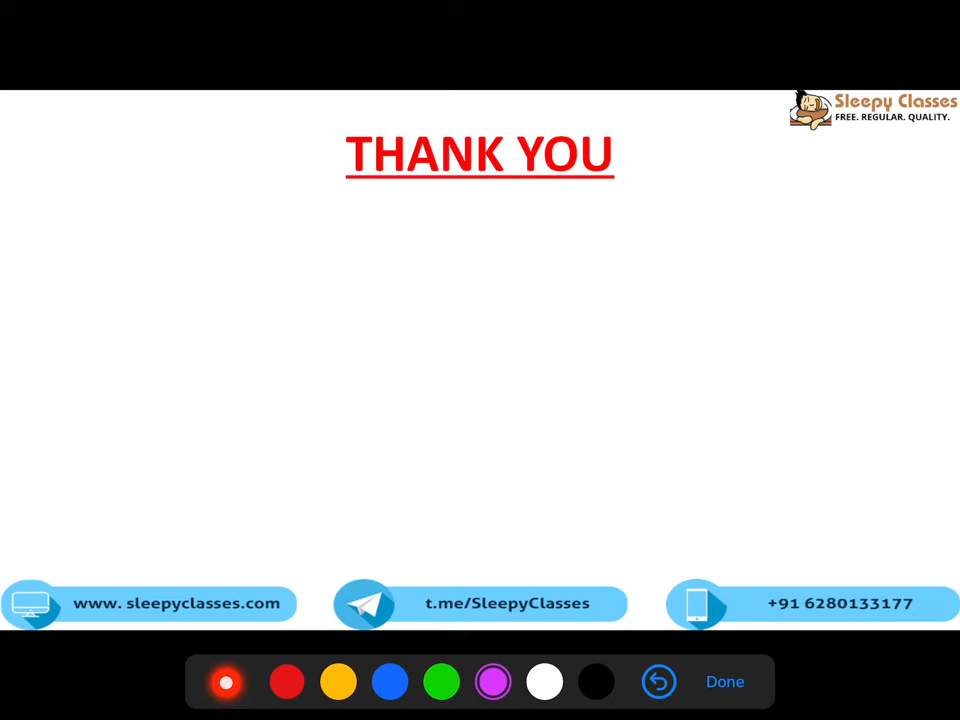 Sleepy Classes
FREE. REGULAR. QUALITY.
THANK YOU
www. sleepyclasses.com
t.me/SleepyClasses
+91 6280133177
Done